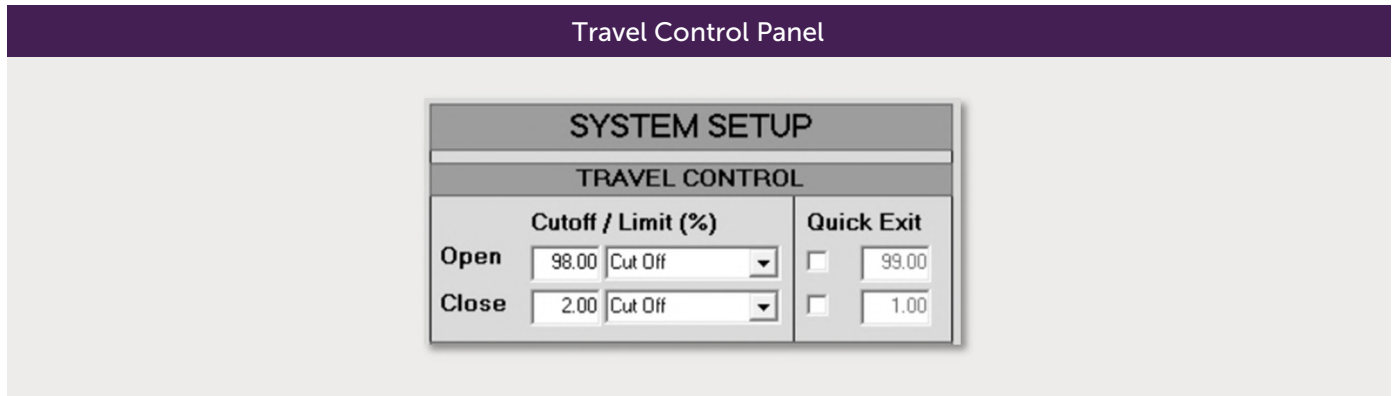 Travel Control Panel
SYSTEM SETUP
TRAVEL CONTROL
Cutoff / Limit (%) Quick Exit
Open 98.00 Cut Off 99.00
Close 2.00 Cut Off 1.00